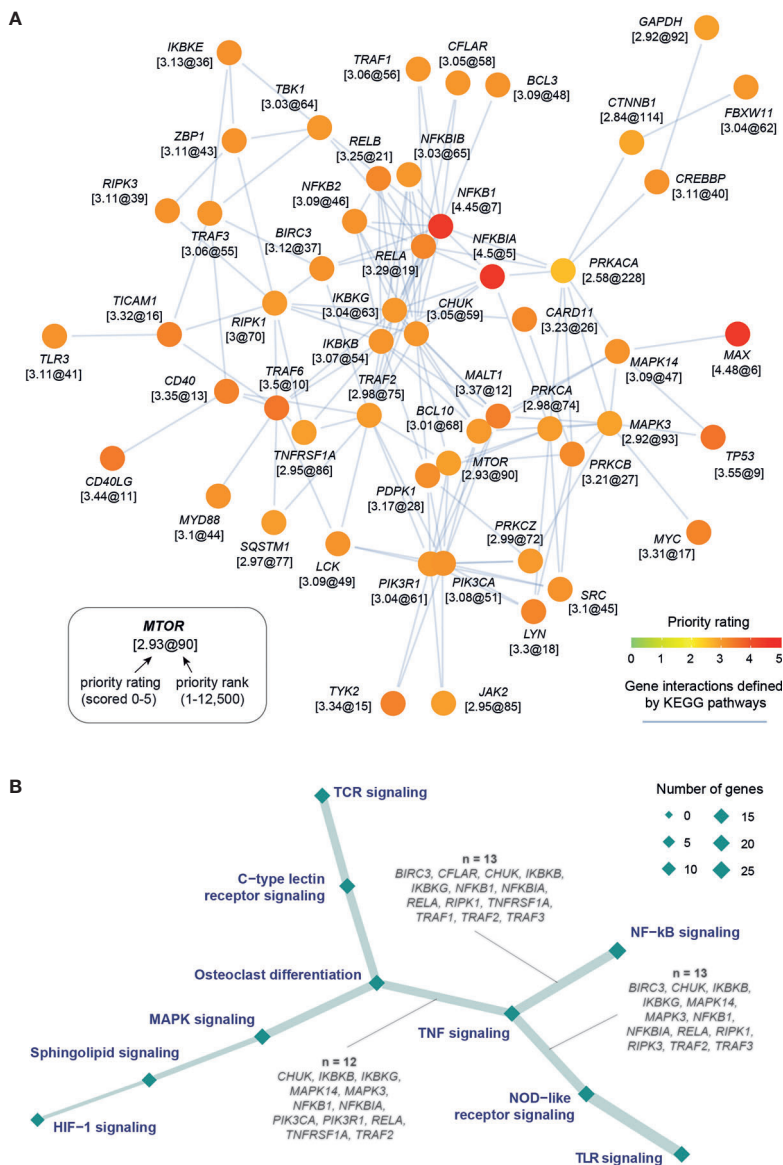 A
IKBKE
[3.13@36]
TRAF1
[3.06@56]
CFLAR
[3.05@58]
BCL3
[3.09@48]
GAPDH
[2.92@92]
TBK1
[3.03@64]
CTNNB1
[2.84@114]
FBXW11
[3.04@62]
ZBP1
[3.11@43]
RELB
[3.25@21]
NFKBIB
[3.03@65]
CREBBP
[3.11@40]
RIPK3
[3.11@39]
NFKB2
[3.09@46]
NFKB1
[4.45@7]
TRAF3
[3.06@55]
BIRC3
[3.12@37]
RELA
[3.29@19]
NFKBIA
[4.5@5]
PRKACA
[2.58@228]
TICAM1
[3.32@16]
RIPK1
[3@70]
IKBKG
[3.04@63]
CHUK
[3.05@59]
CARD11
[3.23@26]
TLR3
[3.11@41]
IKBKB
[3.07@54]
MAPK14
[3.09@47]
MAX
[4.48@6]
CD40
[3.35@13]
TRAF6
[3.5@10]
TRAF2
[2.98@75]
MALT1
[3.37@12]
PRKCA
[2.98@74]
BCL10
[3.01@68]
MAPK3
[2.92@93]
CD40LG
[3.44@11]
TNFRSF1A
[2.95@86]
MTOR
[2.93@90]
PRKCB
[3.21@27]
TP53
[3.55@9]
MYD88
[3.1@44]
PDPK1
[3.17@28]
SQSTM1
[2.97@77]
PRKCZ
[2.99@72]
MYC
[3.31@17]
LCK
[3.09@49]
PIK3R1
[3.04@61]
PIK3CA
[3.08@51]
SRC
[3.1@45]
LYN
[3.3@18]
TYK2
[3.34@15]
JAK2
[2.95@85]
MTOR
[2.93@90]
priority rating
(scored 0-5)
priority rank
(1-12,500)
Priority rating
0 1 2 3 4 5
Gene interactions defined
by KEGG pathways
B
TCR signaling
Number of genes
0 15
5 20
10 25
n = 13
BIRC3, CFLAR, CHUK, IKBKB,
IKBKG, NFKB1, NFKBIA,
RELA, RIPK1, TNFRSF1A,
TRAF1, TRAF2, TRAF3
C-type lectin
receptor signaling
NF-kB signaling
Osteoclast differentiation
n = 13
BIRC3, CHUK, IKBKB,
IKBKG, MAPK14,
MAPK3, NFKB1,
NFKBIA, RELA, RIPK1,
RIPK3, TRAF2, TRAF3
MAPK signaling
TNF signaling
Sphingolipid signaling
n = 12
CHUK, IKBKB, IKBKG,
MAPK14, MAPK3,
NFKB1, NFKBIA,
PIK3CA, PIK3R1, RELA,
TNFRSF1A, TRAF2
NOD-like
receptor signaling
HIF-1 signaling
TLR signaling